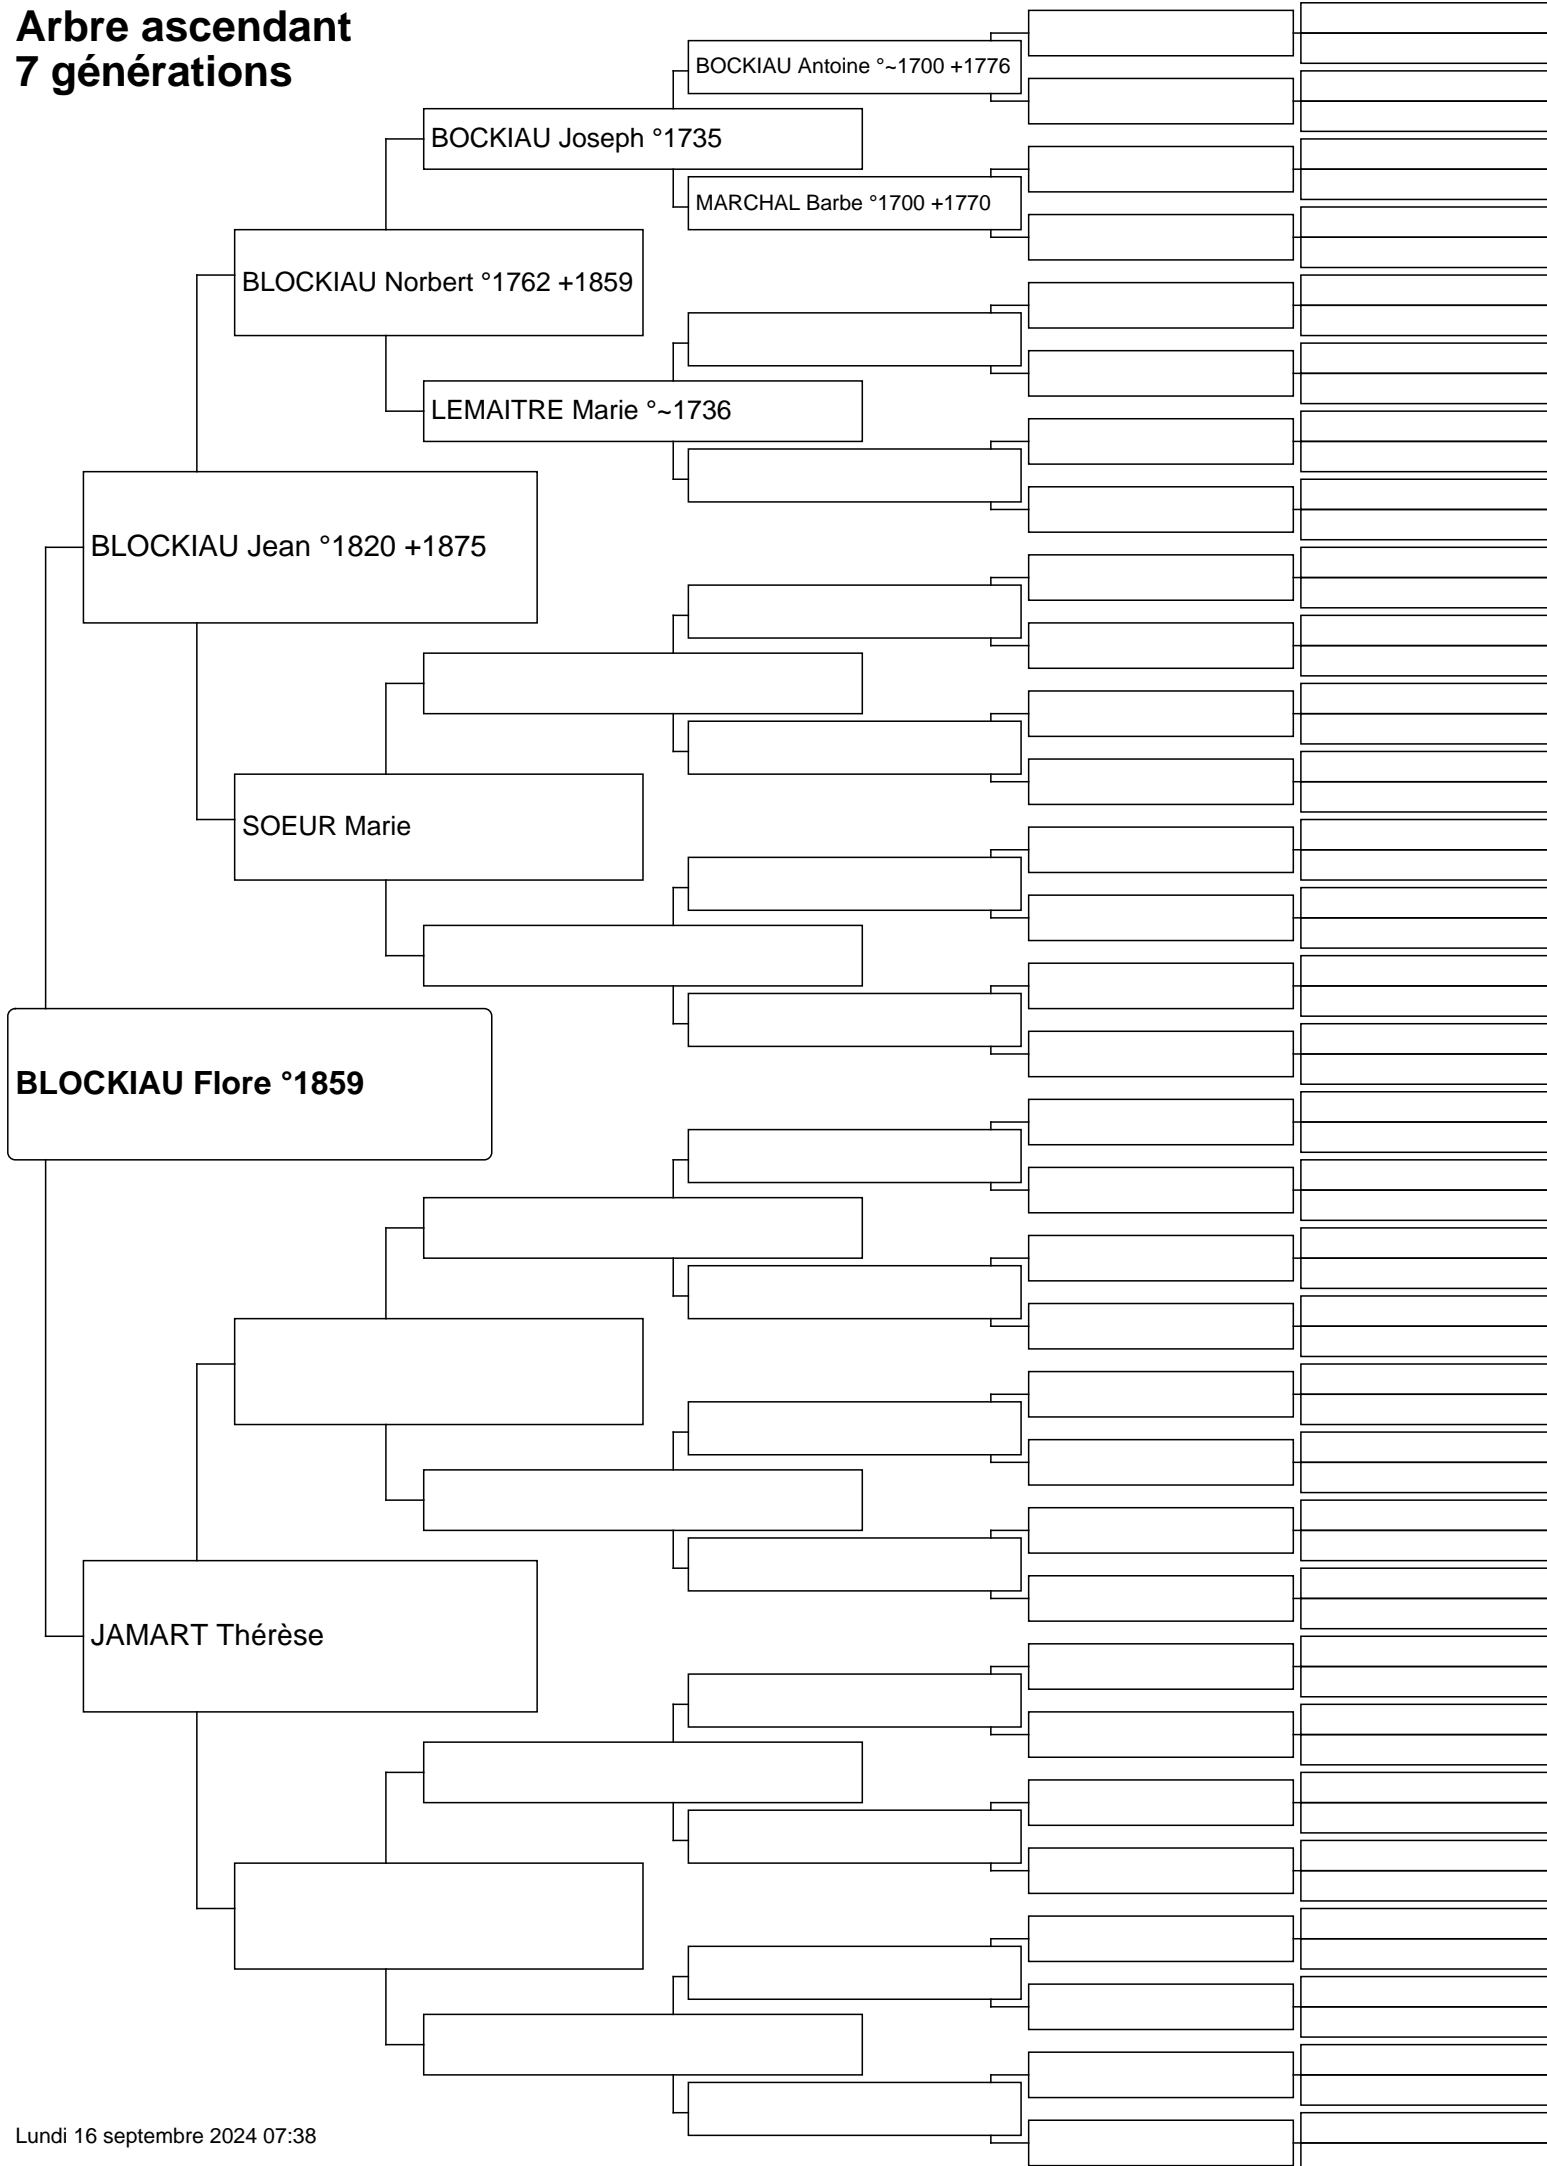 Arbre ascendant
7 générations
BOCKIAU Antoine °~1700 +1776
BOCKIAU Joseph °1735
MARCHAL Barbe °1700 +1770
BLOCKIAU Norbert °1762 +1859
LEMAITRE Marie °~1736
BLOCKIAU Jean °1820 +1875
SOEUR Marie
BLOCKIAU Flore °1859
JAMART Thérèse
Lundi 16 septembre 2024 07:38